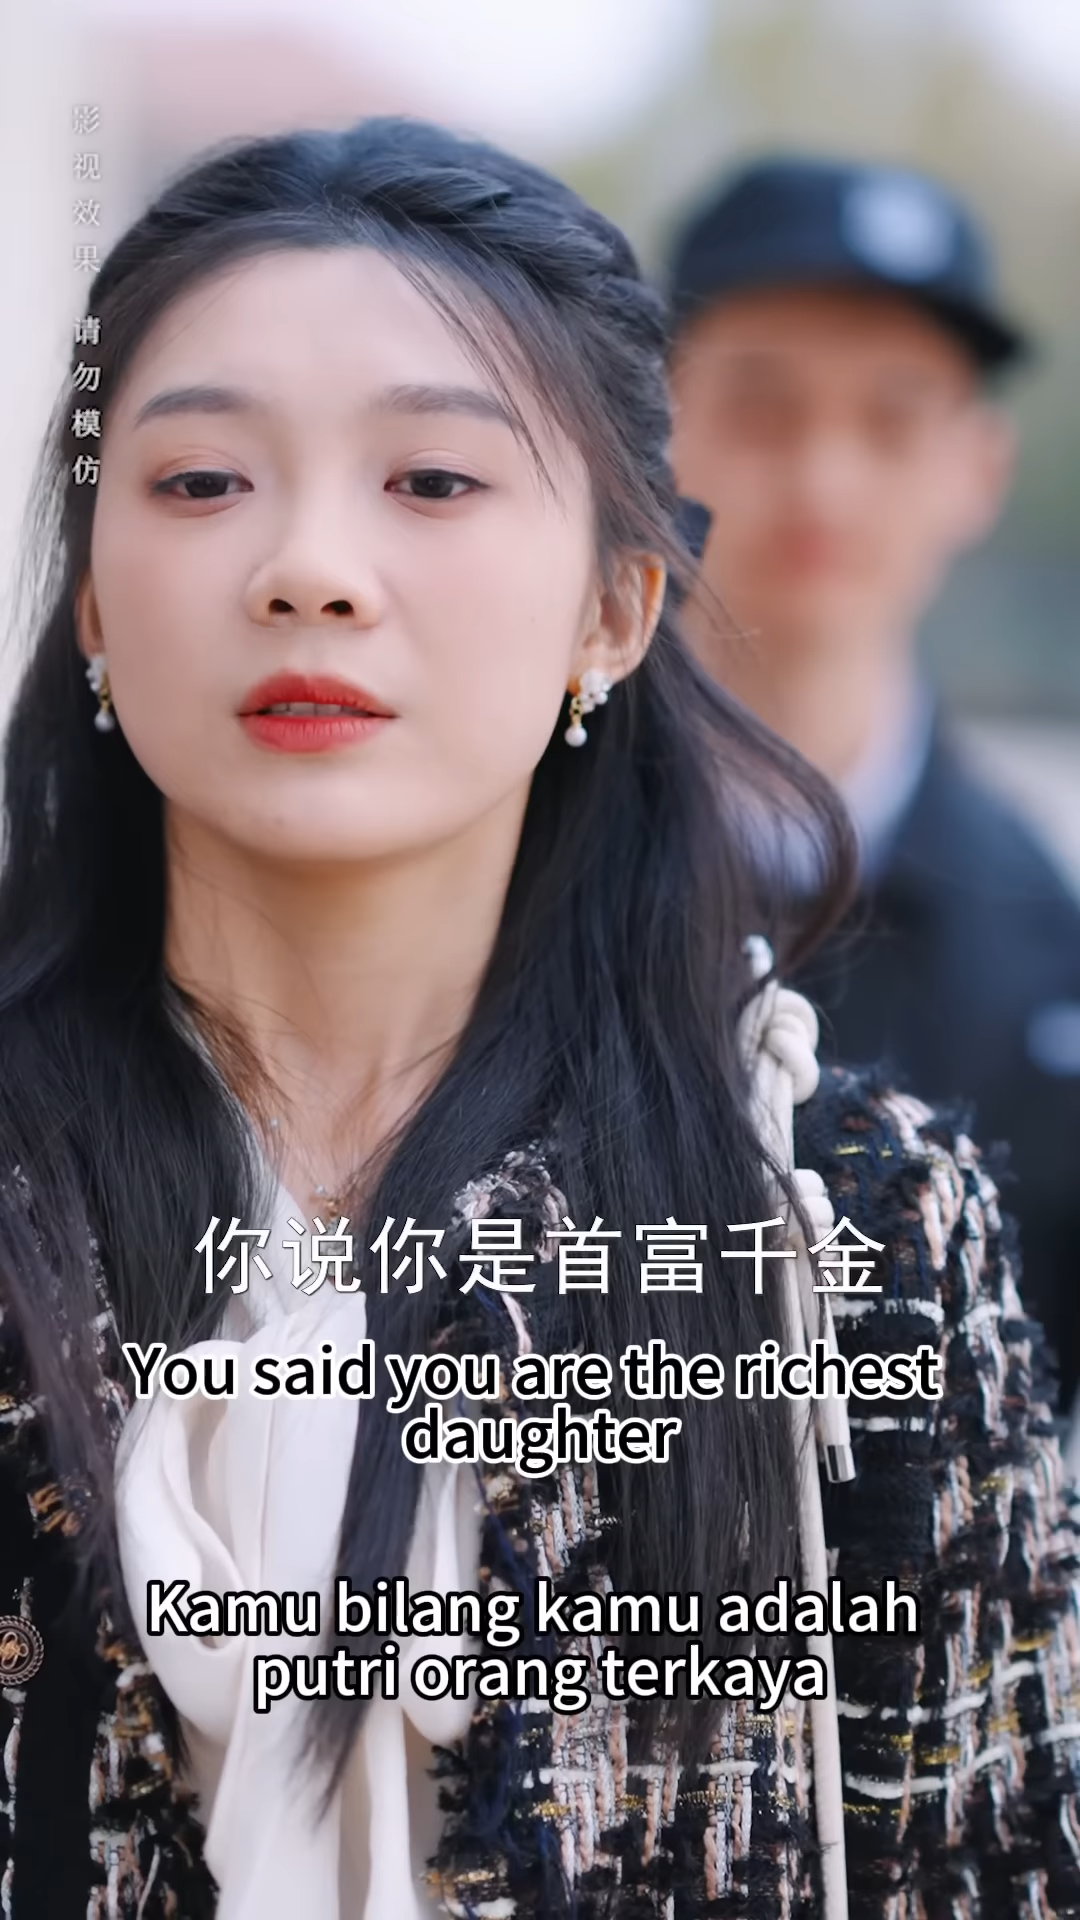 影视效果 请勿模仿
你说你是首富千金
You said you are the richest
daughter
Kamu bilang kamu adalah
putri orang terkaya